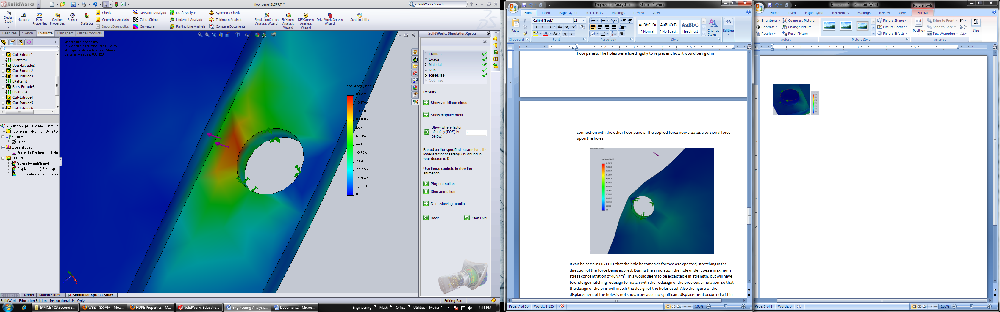 SolidWorks
floor panel.SLDPRT *
SolidWorks Search
Design Study
Measure
Mass Properties
Section Properties
Sensor
Statistics
Check
Geometry Analysis
Import Diagnostics
Deviation Analysis
Zebra Stripes
Curvature
Draft Analysis
Undercut Analysis
Parting Line Analysis
Symmetry Check
Thickness Analysis
Compare Documents
SimulationXpress Analysis Wizard
FloXpress Analysis Wizard
DFMXpress Analysis Wizard
DriveWorksXpress Wizard
Sustainability
Features Sketch Evaluate DimXpert Office Products
Cut-Extrude1
LPattern1
Boss-Extrude2
Cut-Extrude2
Cut-Extrude3
LPattern3
Boss-Extrude3
LPattern4
Cut-Extrude4
Cut-Extrude5
Cut-Extrude6
SimulationXpress Study (-Default-
floor panel (-PE High Density-
Fixtures
Fixed-1
External Loads
Force-1 (:Per item: 111 N:)
Results
Stress (-vonMises-)
Displacement (-Res disp-)
Deformation (-Displaceme
Model name: floor panel
Study name: SimulationXpress Study
Plot type: Static nodal stress Stress
von Mises (N/m^2)
88,222.3
80,870.4
73,518.6
66,166.7
58,814.9
51,463.1
44,111.2
36,759.4
29,407.5
22,055.7
14,703.8
7,352.0
0.1
SolidWorks SimulationXpress
1 Fixtures
2 Loads
3 Material
4 Run
5 Results
6 Optimize
Results
Show von Mises stress
Show displacement
Show where factor
of safety (FOS) is
below:
1
Based on the specified parameters, the
lowest factor of safety(FOS) found in
your design is 0
Use these controls to view the
animation.
Play animation
Stop animation
Done viewing results
Back Start Over
Model Motion Study 1 SimulationXpress Study
SolidWorks Education Edition - Instructional Use Only
Editing Part
E:\MCE 401\Second s...
WEEI - 850AM - Mozi...
HDPE Properties - M...
SolidWorks Educatio...
Engineering Analysis...
Document2 - Micros...
Engineering » Math » Office » Utilities + Media »
4:14 PM
Engineering Analysis.docx - Microsoft Word
Home Insert Page Layout References Mailings Review View
Paste
Clipboard
Calibri (Body) 11
Font
Paragraph
AaBbCcDc ¶ Normal
AaBbCcDc ¶ No Spaci...
AaBbCc Heading 1
Change Styles
Styles
Editing
floor panels. The holes were fixed rigidly to represent how it would be rigid in
connection with the other floor panels. The applied force now creates a torsional force
upon the holes.
It can be seen in FIG>>>> that the hole becomes deformed as expected, stretching in the
direction of the force being applied. During the simulation the hole under goes a maximum
stress concentration of 40N/m². This would seem to be acceptable in strength, but will have
to undergo matching redesign to match with the redesign of the previous simulation, so that
the design of the pins will match the design of the holes used. Also the figure of the
displacement of the holes is not shown because no significant displacement occurred within
Page: 7 of 10 Words: 1,125 100%
Document2 - Microsoft Word
Picture Tools
Home Insert Page Layout References Mailings Review View Format
Brightness
Contrast
Recolor
Compress Pictures
Change Picture
Reset Picture
Adjust
Picture Styles
Picture Shape
Picture Border
Picture Effects
Position
Bring to Front
Send to Back
Text Wrapping
Arrange
Size
Page: 1 of 1 Words: 0 100%